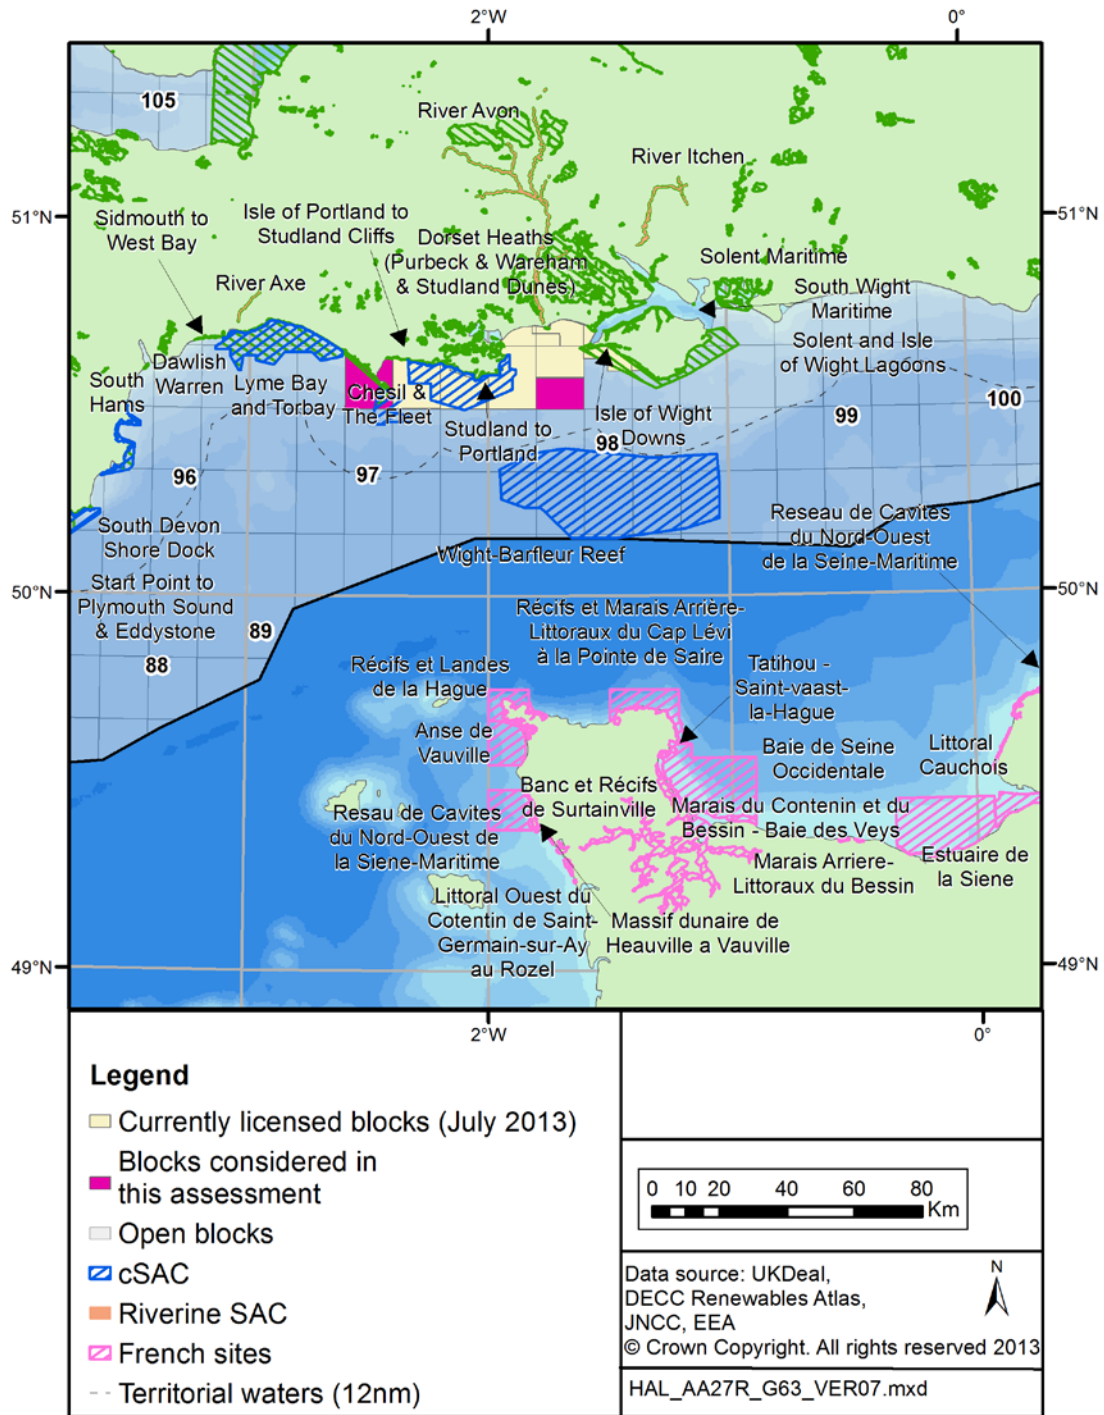 2°W
0°
105
River Avon
River Itchen
51°N
51°N
Sidmouth to
West Bay
Isle of Portland to
Studland Cliffs
Dorset Heaths
(Purbeck & Wareham
& Studland Dunes)
Solent Maritime
River Axe
South Wight
Maritime
Solent and Isle
of Wight Lagoons
Dawlish
Warren
South
Hams
Lyme Bay
and Torbay
Chesil &
The Fleet
Studland to
Portland
Isle of Wight
Downs
98
99
100
96
97
South Devon
Shore Dock
Reseau de Cavites
du Nord-Ouest
de la Seine-Maritime
Wight-Barfleur Reef
50°N
50°N
Start Point to
Plymouth Sound
& Eddystone
89
88
Récifs et Marais Arrière-
Littoraux du Cap Lévi
à la Pointe de Saire
Récifs et Landes
de la Hague
Tatihou -
Saint-vaast-
la-Hague
Anse de
Vauville
Baie de Seine
Occidentale
Littoral
Cauchois
Banc et Récifs
de Surtainville
Resau de Cavites
du Nord-Ouest de
la Siene-Maritime
Marais du Contenin et du
Bessin - Baie des Veys
Marais Arriere-
Littoraux du Bessin
Estuaire de
la Siene
Littoral Ouest du
Cotentin de Saint-
Germain-sur-Ay
au Rozel
Massif dunaire de
Heauville a Vauville
49°N
49°N
2°W
0°
Legend
Currently licensed blocks (July 2013)
Blocks considered in
this assessment
Open blocks
cSAC
Riverine SAC
French sites
Territorial waters (12nm)
0 10 20 40 60 80
Km
Data source: UKDeal,
DECC Renewables Atlas,
JNCC, EEA
© Crown Copyright. All rights reserved 2013
N
HAL_AA27R_G63_VER07.mxd